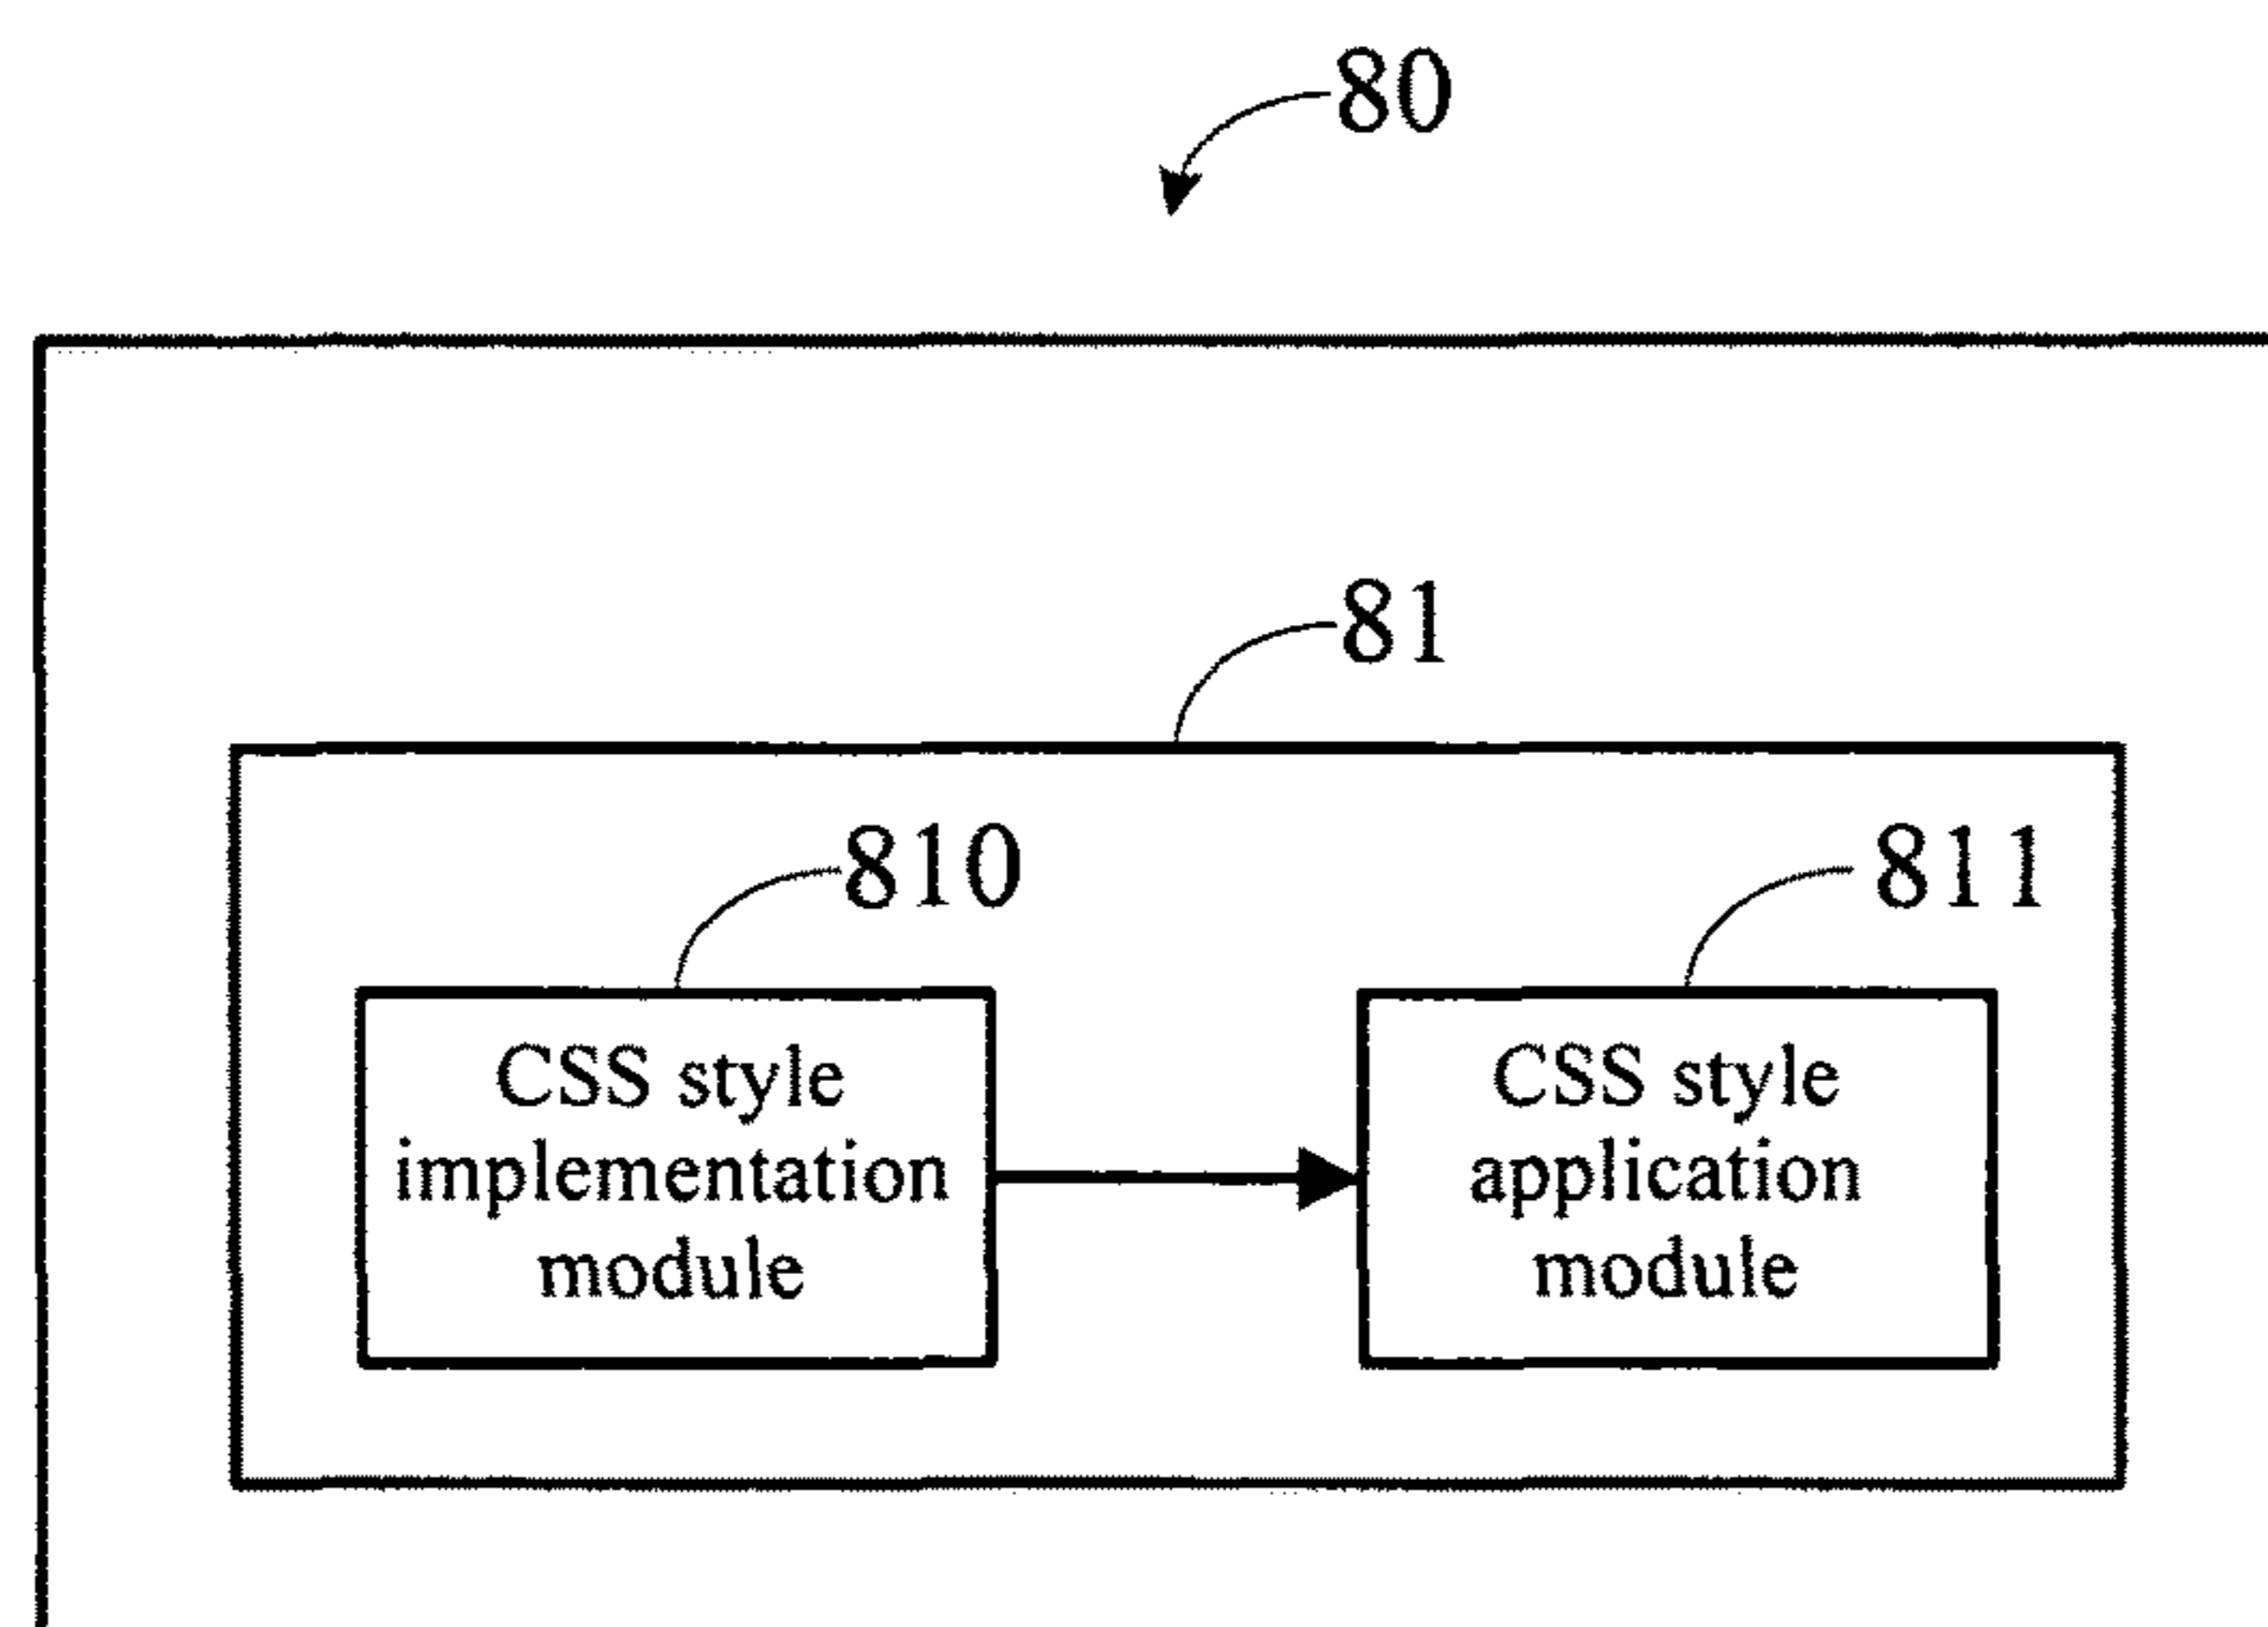 80
81
810
811
CSS style
implementation
module
CSS style
application
module